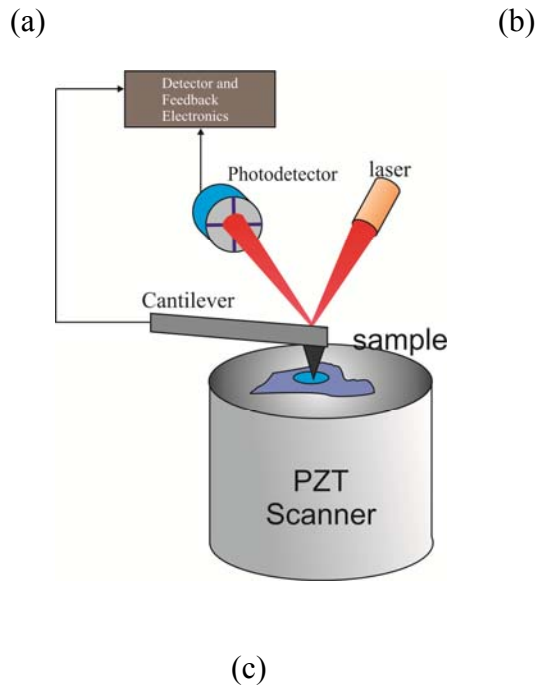 (a) (b)
Detector and
Feedback
Electronics
Photodetector
laser
Cantilever
sample
PZT
Scanner
(c)